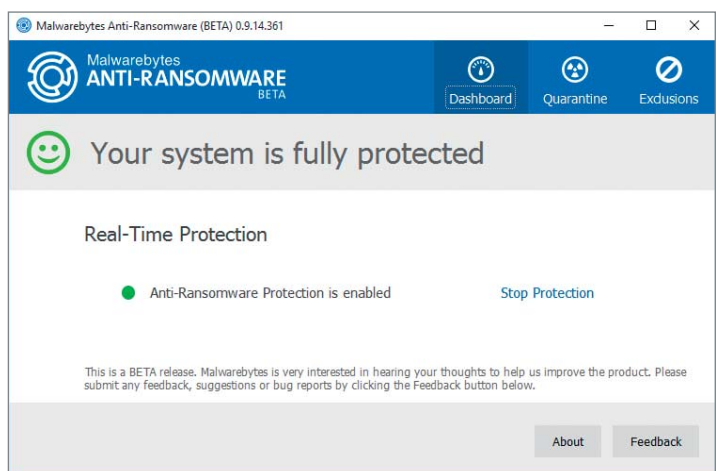 Malwarebytes Anti-Ransomware (BETA) 0.9.14.361
Malwarebytes
ANTI-RANSOMWARE
BETA
Dashboard
Quarantine
Exclusions
Your system is fully protected
Real-Time Protection
Anti-Ransomware Protection is enabled
Stop Protection
This is a BETA release. Malwarebytes is very interested in hearing your thoughts to help us improve the product. Please
submit any feedback, suggestions or bug reports by clicking the Feedback button below.
About
Feedback